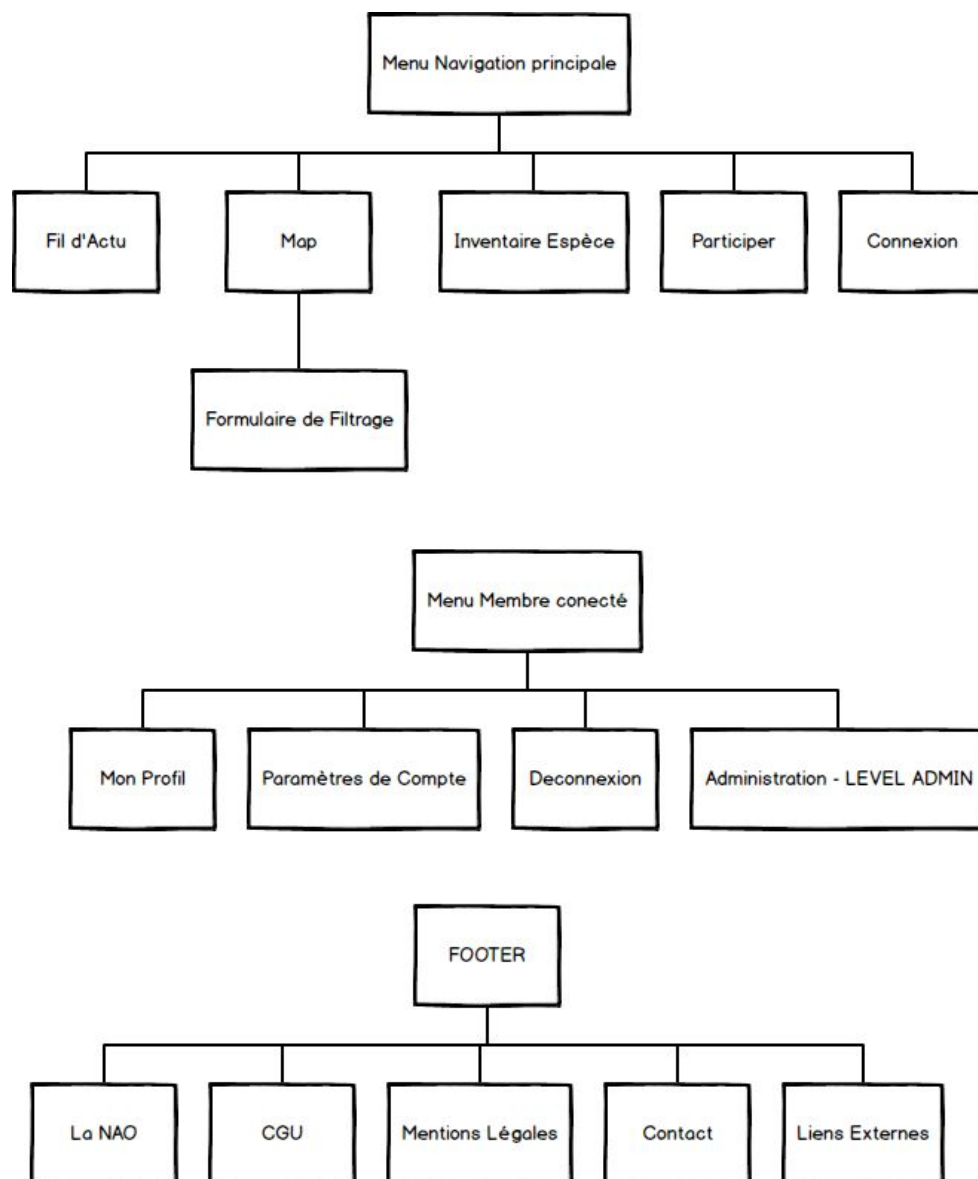 Menu Navigation principale
Fil d'Actu
Map
Inventaire Espèce
Participer
Connexion
Formulaire de Filtrage
Menu Membre conecté
Mon Profil
Paramètres de Compte
Deconnexion
Administration - LEVEL ADMIN
FOOTER
La NAO
CGU
Mentions Légales
Contact
Liens Externes